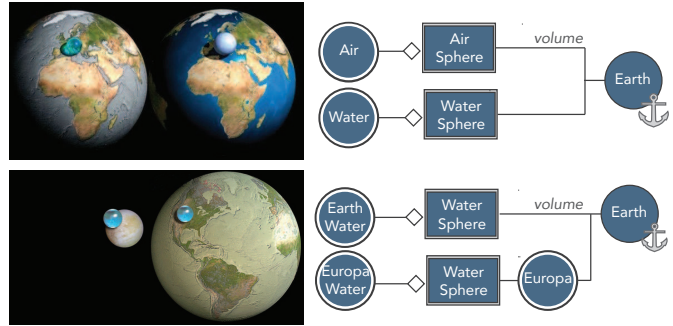 Air
Air
Sphere
volume
Earth
Water
Water
Sphere
Earth
Water
Water
Sphere
volume
Earth
Europa
Water
Water
Sphere
Europa